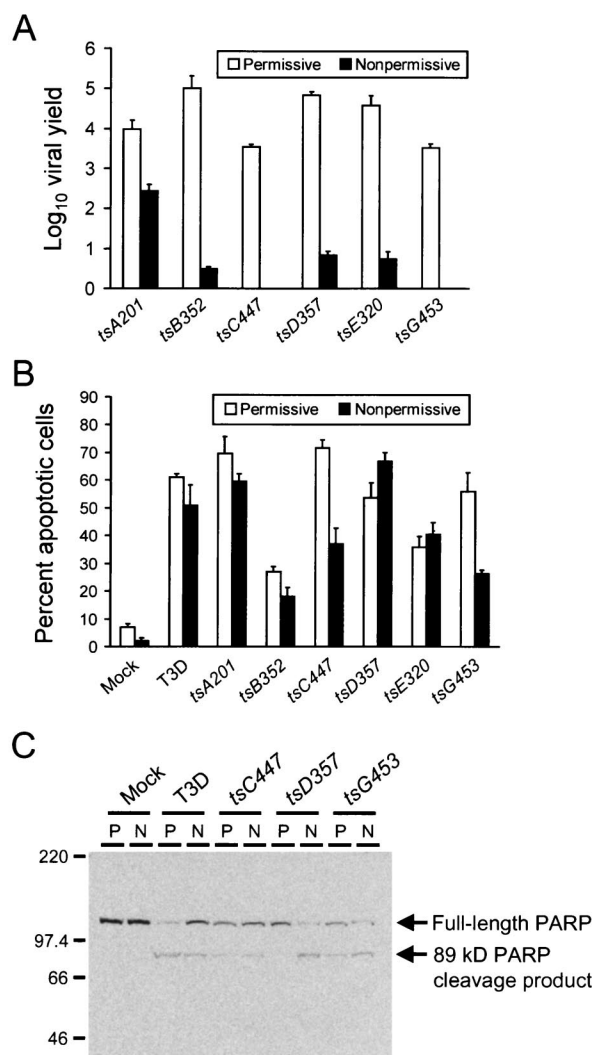 A
Log10 viral yield
6
5
4
3
2
1
0
Permissive
Nonpermissive
tsA201
tsB352
tsC447
tsD357
tsE320
tsG453
B
Percent apoptotic cells
90
80
70
60
50
40
30
20
10
0
Permissive
Nonpermissive
Mock
T3D
tsA201
tsB352
tsC447
tsD357
tsE320
tsG453
C
Mock
T3D
tsC447
tsD357
tsG453
P N P N P N P N P N
220
97.4
66
46
Full-length PARP
89 kD PARP
cleavage product